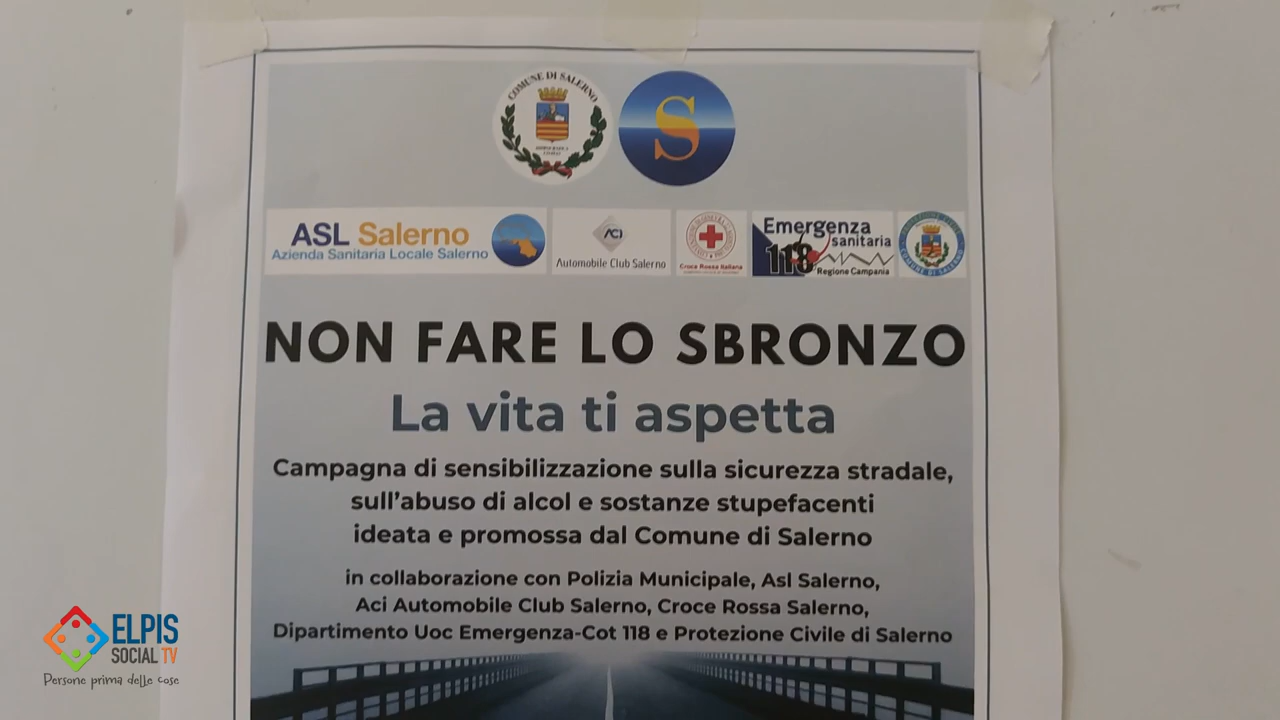 COMUNE DI SALERNO
S
ASL Salerno
Azienda Sanitaria Locale Salerno
ACI
Automobile Club Salerno
Croce Rossa Italiana
Emergenza
sanitaria
118
Regione Campania
NON FARE LO SBRONZO
La vita ti aspetta
Campagna di sensibilizzazione sulla sicurezza stradale,
sull'abuso di alcol e sostanze stupefacenti
ideata e promossa dal Comune di Salerno
in collaborazione con Polizia Municipale, Asl Salerno,
Aci Automobile Club Salerno, Croce Rossa Salerno,
Dipartimento Uoc Emergenza-Cot 118 e Protezione Civile di Salerno
ELPIS
SOCIAL TV
Persone prima delle cose